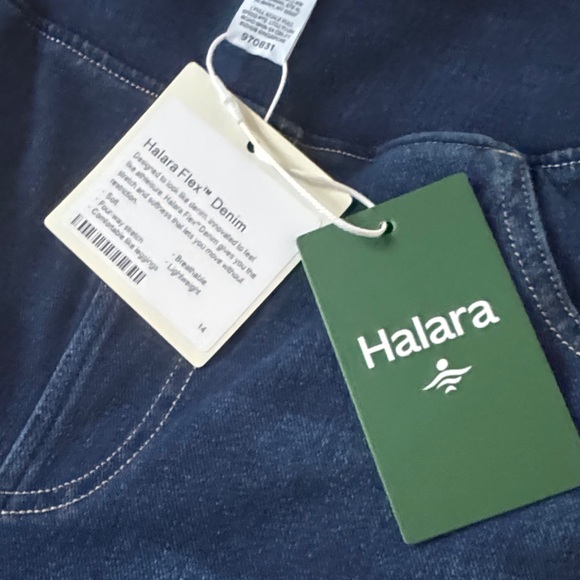 970831
Halara Flex™ Denim
Designed to look like denim, innovated to feel
like athleisure. Halara Flex™ Denim gives you the
stretch and softness that lets you move without
restriction.
· Soft
· Breathable
· Four-way stretch
· Lightweight
· Comfortable like leggings
14
Halara